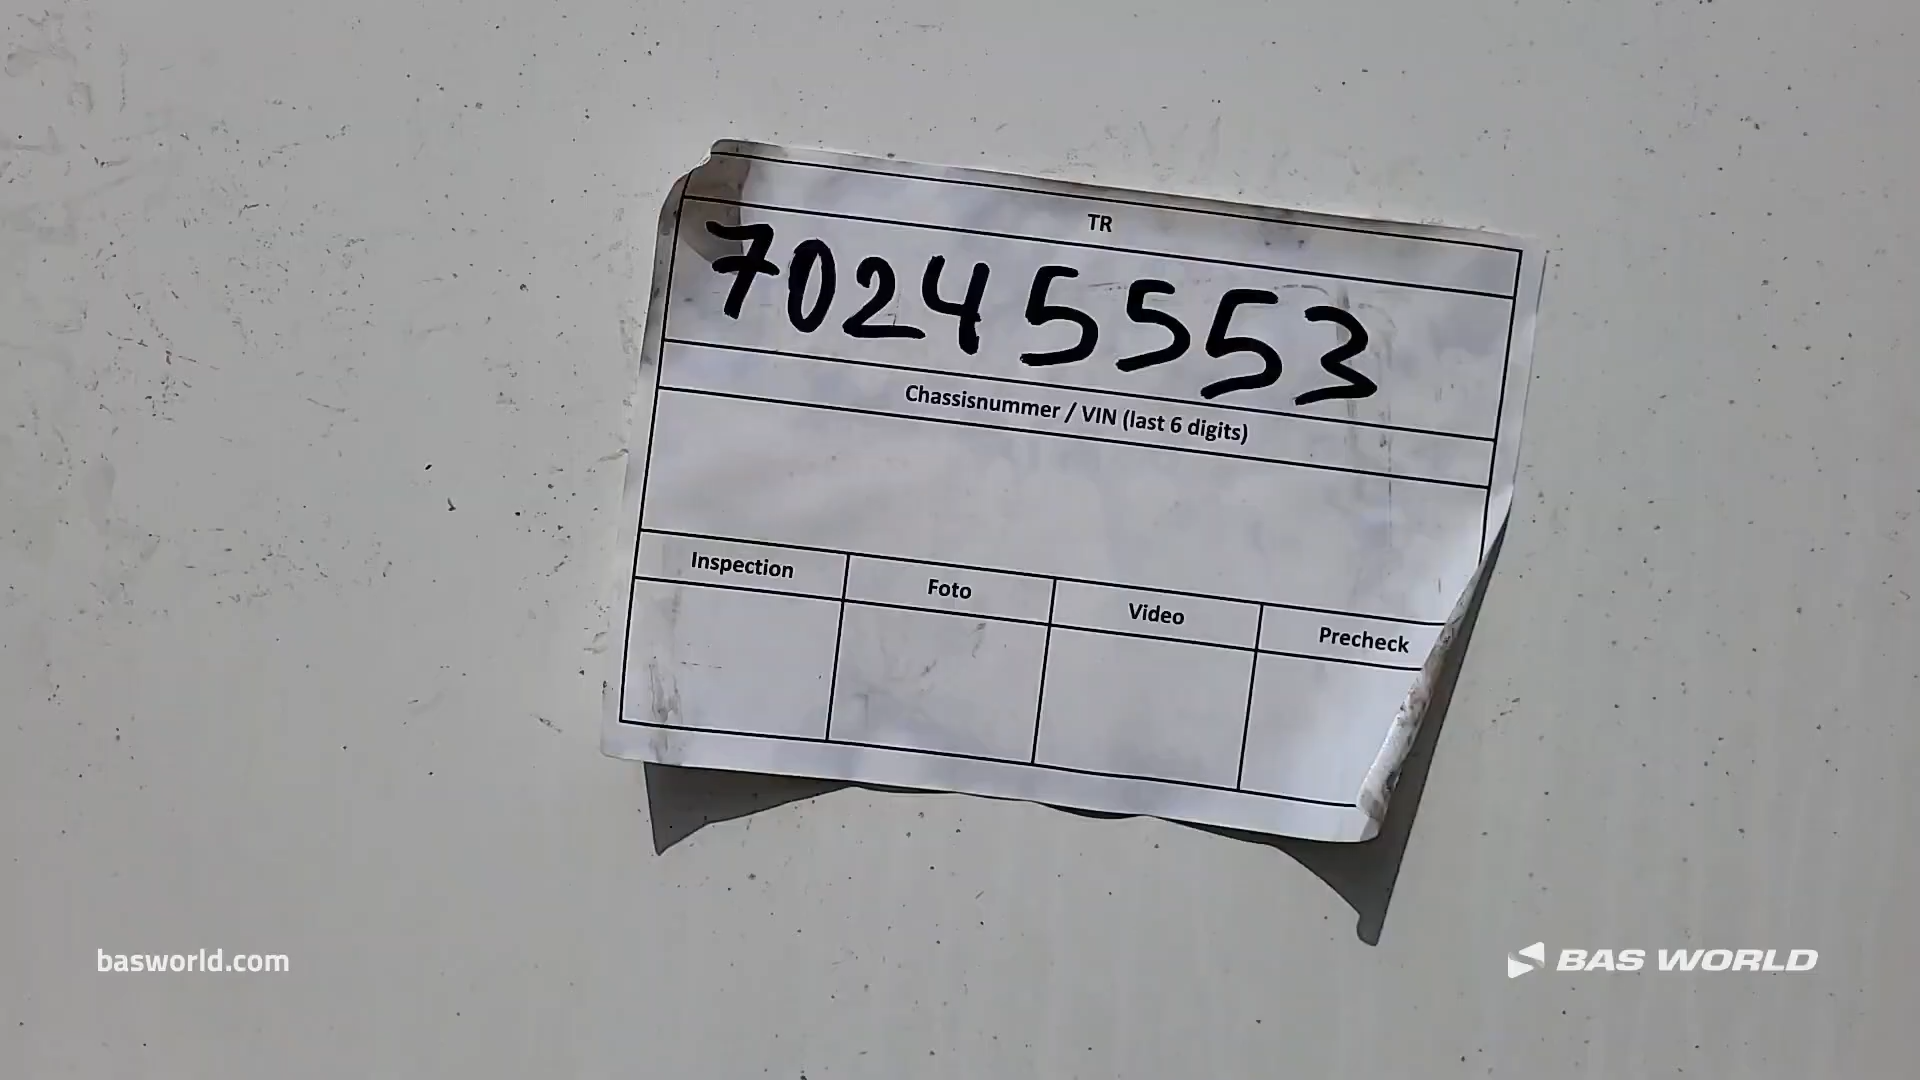 TR
70245553
Chassisnummer / VIN (last 6 digits)
Inspection Foto Video Precheck
basworld.com BAS WORLD